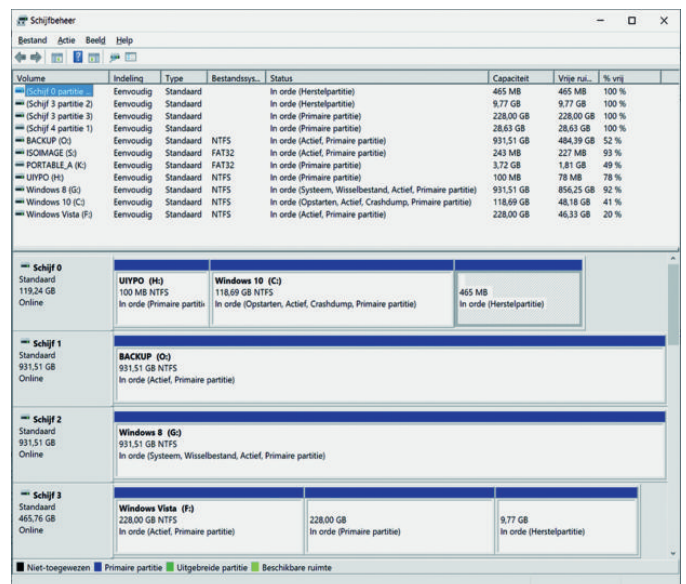 Schijfbeheer
Bestand Actie Beeld Help
Volume Indeling Type Bestandssys... Status Capaciteit Vrije rui... % vrij
(Schijf 0 partitie ... Eenvoudig Standaard In orde (Herstelpartitie) 465 MB 465 MB 100 %
(Schijf 3 partitie 2) Eenvoudig Standaard In orde (Herstelpartitie) 9,77 GB 9,77 GB 100 %
(Schijf 3 partitie 3) Eenvoudig Standaard In orde (Primaire partitie) 228,00 GB 228,00 GB 100 %
(Schijf 4 partitie 1) Eenvoudig Standaard In orde (Primaire partitie) 28,63 GB 28,63 GB 100 %
BACKUP (O:) Eenvoudig Standaard NTFS In orde (Actief, Primaire partitie) 931,51 GB 484,39 GB 52 %
ISOIMAGE (S:) Eenvoudig Standaard FAT32 In orde (Actief, Primaire partitie) 243 MB 227 MB 93 %
PORTABLE_A (K:) Eenvoudig Standaard FAT32 In orde (Primaire partitie) 3,72 GB 1,81 GB 49 %
UIYPO (H:) Eenvoudig Standaard NTFS In orde (Primaire partitie) 100 MB 78 MB 78 %
Windows 8 (G:) Eenvoudig Standaard NTFS In orde (Systeem, Wisselbestand, Actief, Primaire partitie) 931,51 GB 856,25 GB 92 %
Windows 10 (C:) Eenvoudig Standaard NTFS In orde (Opstarten, Actief, Crashdump, Primaire partitie) 118,69 GB 48,18 GB 41 %
Windows Vista (F:) Eenvoudig Standaard NTFS In orde (Actief, Primaire partitie) 228,00 GB 46,33 GB 20 %
Schijf 0
Standaard
119,24 GB
Online
UIYPO (H:)
100 MB NTFS
In orde (Primaire partitie
Windows 10 (C:)
118,69 GB NTFS
In orde (Opstarten, Actief, Crashdump, Primaire partitie)
465 MB
In orde (Herstelpartitie)
Schijf 1
Standaard
931,51 GB
Online
BACKUP (O:)
931,51 GB NTFS
In orde (Actief, Primaire partitie)
Schijf 2
Standaard
931,51 GB
Online
Windows 8 (G:)
931,51 GB NTFS
In orde (Systeem, Wisselbestand, Actief, Primaire partitie)
Schijf 3
Standaard
465,76 GB
Online
Windows Vista (F:)
228,00 GB NTFS
In orde (Actief, Primaire partitie)
228,00 GB
In orde (Primaire partitie)
9,77 GB
In orde (Herstelpartitie)
Niet-toegewezen Primaire partitie Uitgebreide partitie Beschikbare ruimte